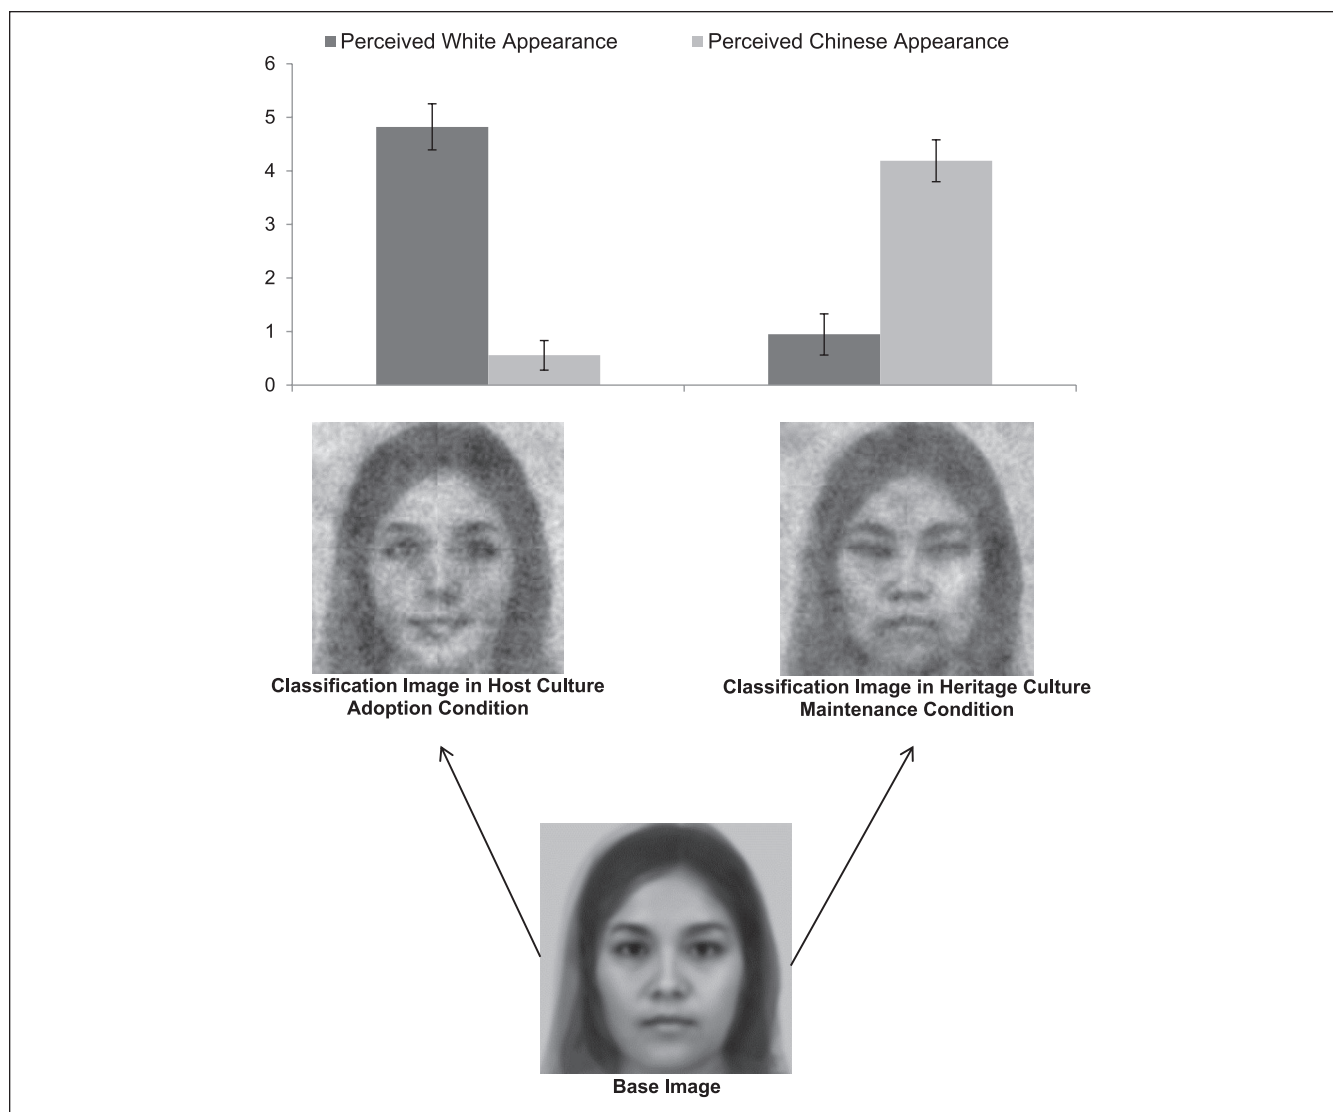 Perceived White Appearance Perceived Chinese Appearance
6
5
4
3
2
1
0
Classification Image in Host Culture
Adoption Condition
Classification Image in Heritage Culture
Maintenance Condition
Base Image